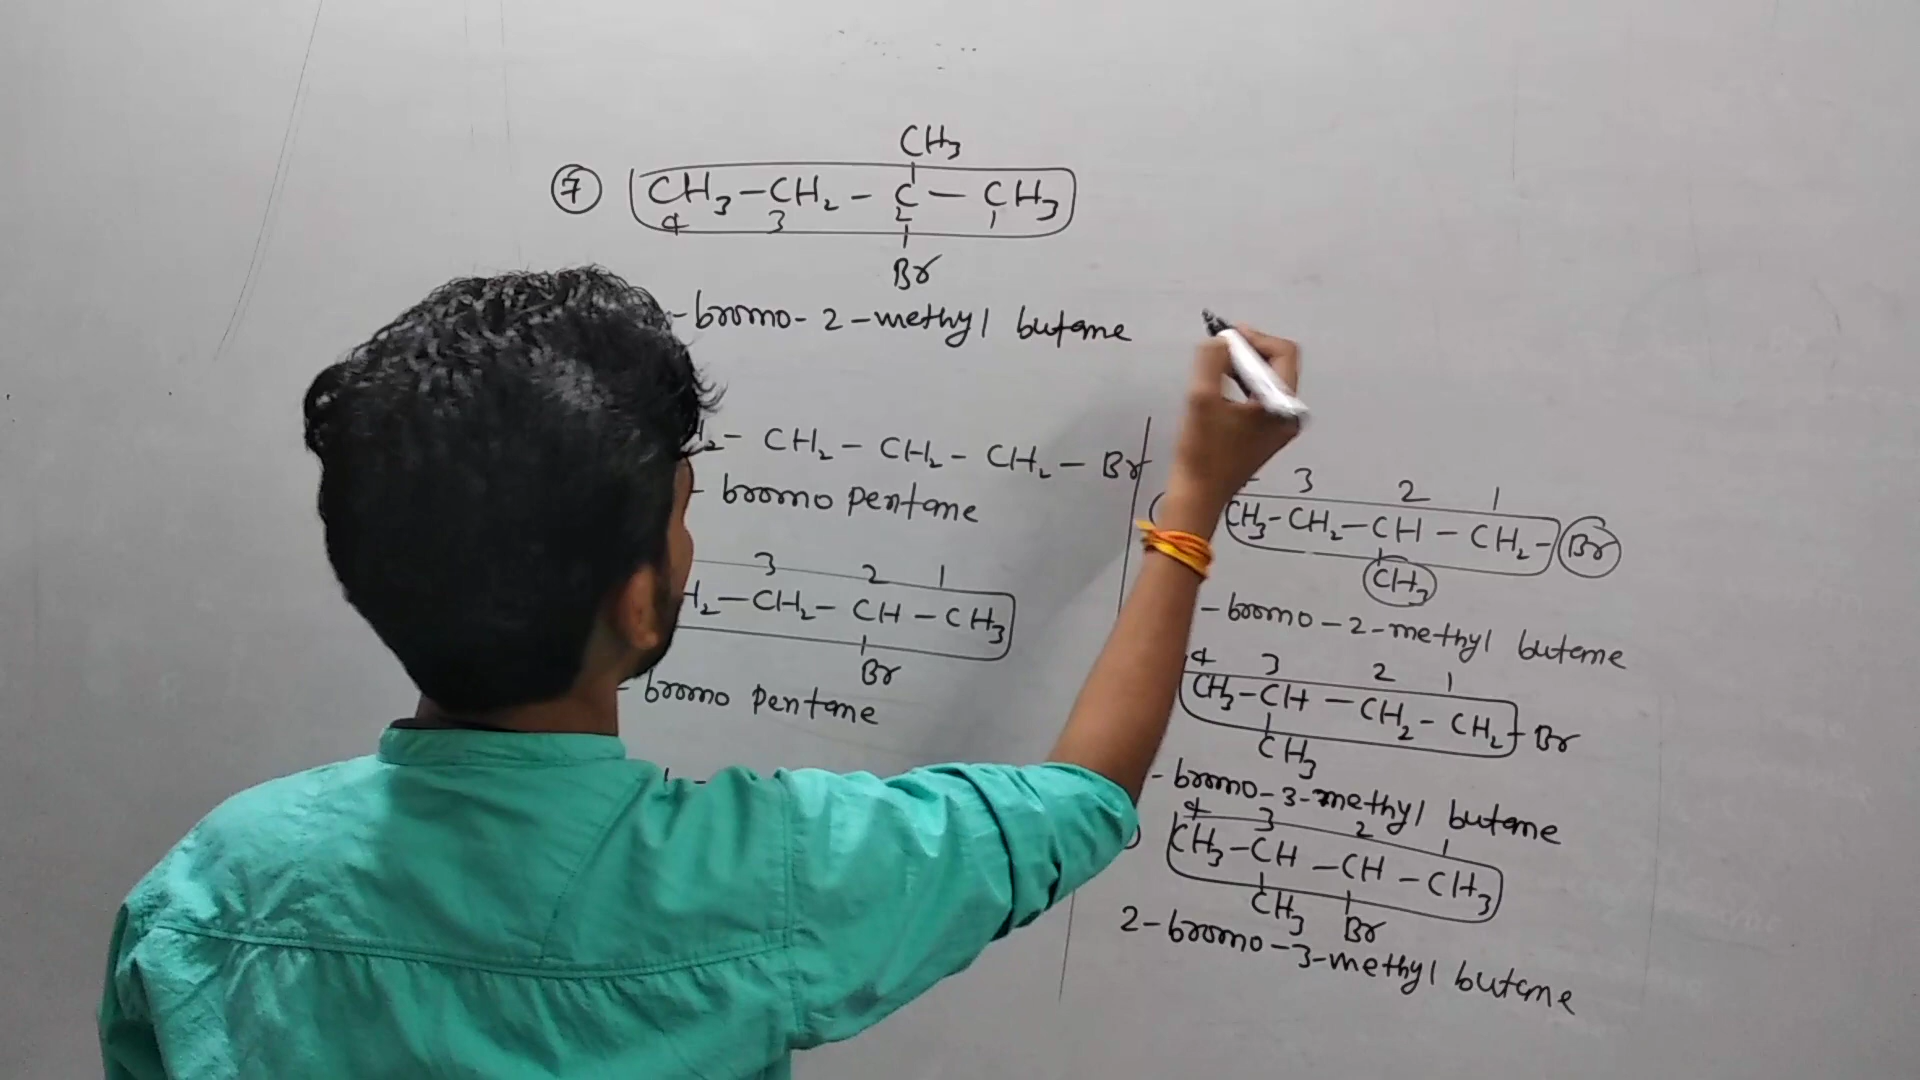 CH3
⑦ CH3-CH2-C-CH3
4 3 2 1
Br
-bromo-2-methyl butane
-CH2-CH2-CH2-Br
-bromo pentane
3 2 1
-CH2-CH-CH3
Br
-bromo pentane
3 2 1
CH3-CH2-CH-CH2-Br
CH3
-bromo-2-methyl butane
4 3 2 1
CH3-CH-CH2-CH2-Br
CH3
-bromo-3-methyl butane
4 3 2 1
CH3-CH-CH-CH3
CH3 Br
2-bromo-3-methyl butane